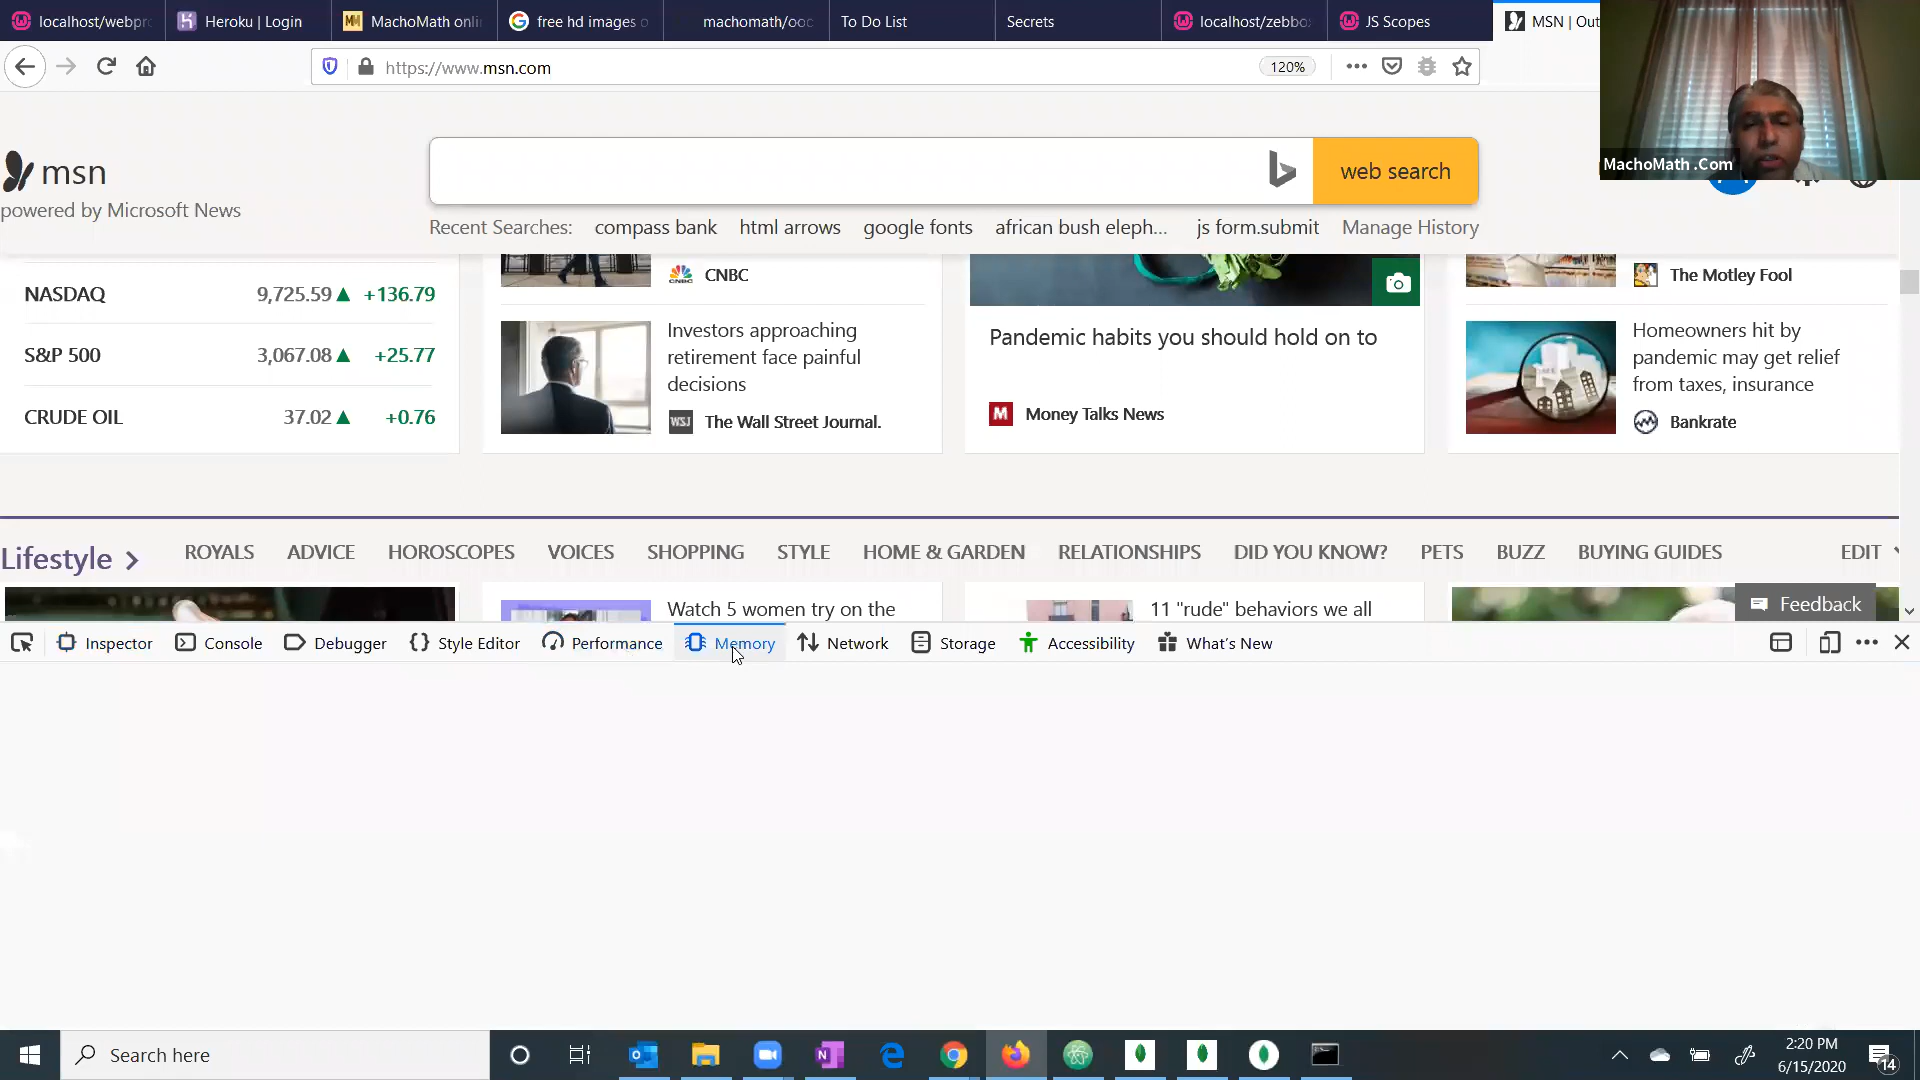 localhost/webpr
Heroku | Login
MachoMath onli
free hd images o
machomath/ooc
To Do List
Secrets
localhost/zebbo
JS Scopes
MSN | Out
https://www.msn.com
120%
MachoMath .Com
msn
powered by Microsoft News
web search
Recent Searches: compass bank html arrows google fonts african bush eleph... js form.submit Manage History
NASDAQ 9,725.59 +136.79
S&P 500 3,067.08 +25.77
CRUDE OIL 37.02 +0.76
CNBC
Investors approaching
retirement face painful
decisions
WSJ The Wall Street Journal.
Pandemic habits you should hold on to
M Money Talks News
The Motley Fool
Homeowners hit by
pandemic may get relief
from taxes, insurance
Bankrate
Lifestyle ROYALS ADVICE HOROSCOPES VOICES SHOPPING STYLE HOME & GARDEN RELATIONSHIPS DID YOU KNOW? PETS BUZZ BUYING GUIDES EDIT
Watch 5 women try on the
11 "rude" behaviors we all
Feedback
Inspector Console Debugger Style Editor Performance Memory Network Storage Accessibility What's New
Search here
2:20 PM
6/15/2020
14